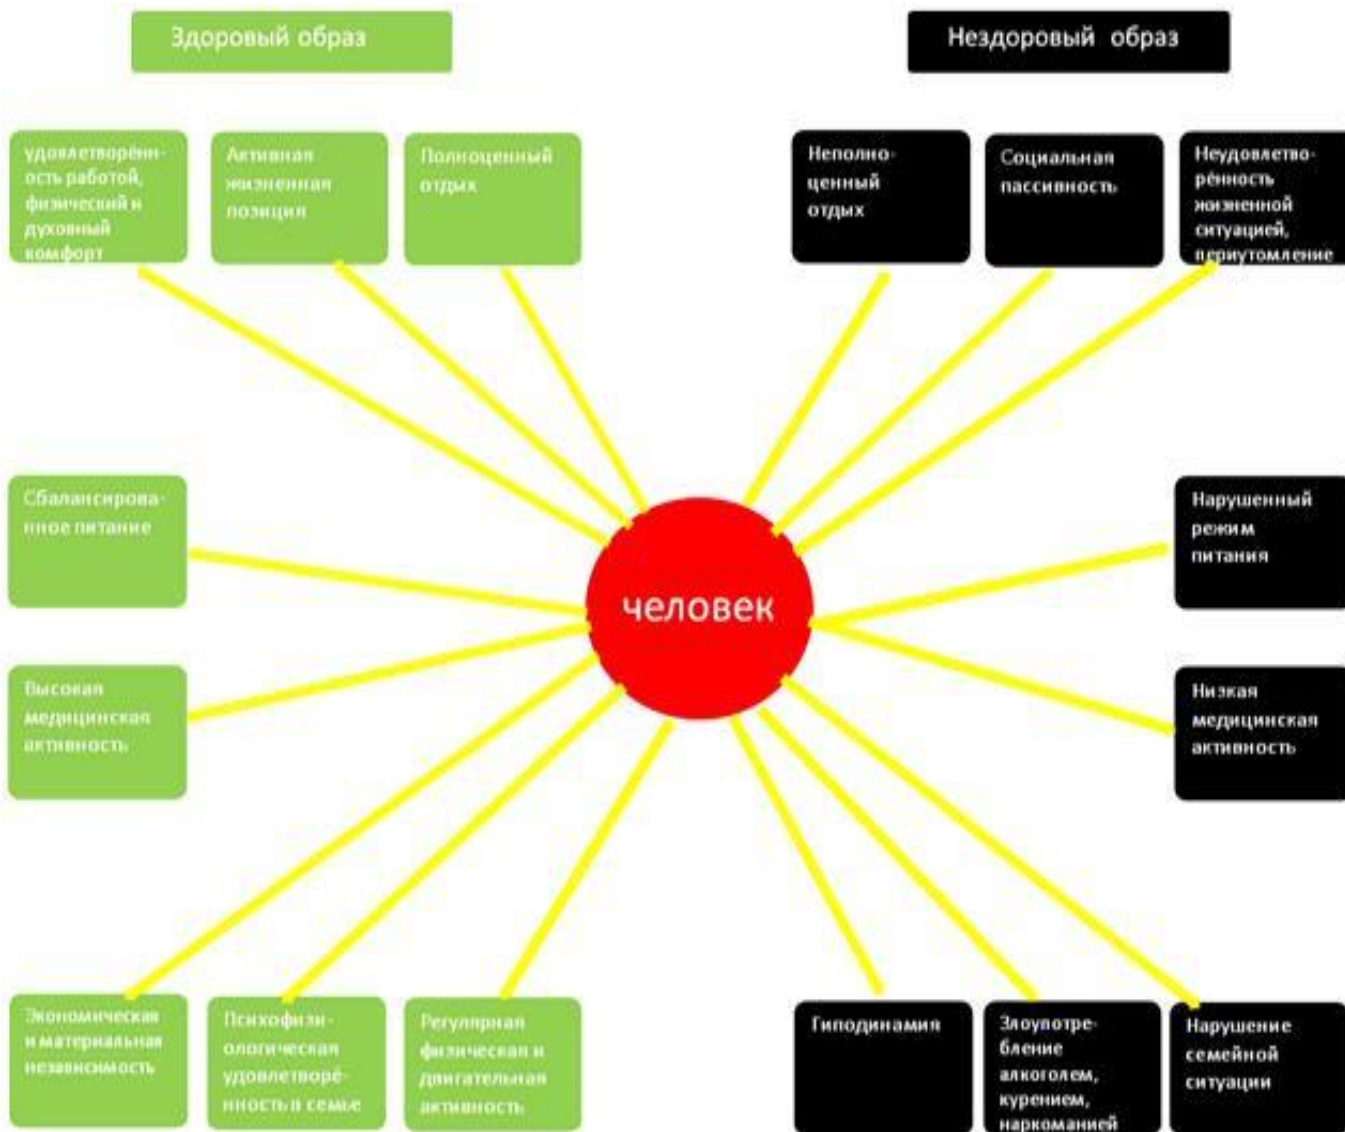 Здоровый образ
Нездоровый образ
удовлетворённ-
ость работой,
физический и
духовный
комфорт
Активная
жизненная
позиция
Полноценный
отдых
Неполно-
ценный
отдых
Социальная
пассивность
Неудовлетво-
рённость
жизненной
ситуацией,
периутомление
Сбалансирова-
нное питание
Нарушенный
режим
питания
человек
Высокая
медицинская
активность
Низкая
медицинская
активность
Экономическая
и материальная
независимость
Психофизи-
ологическая
удовлетворё-
нность в семье
Регулярная
физическая и
двигательная
активность
Гиподинамия
Злоупотре-
бление
алкоголем,
курением,
наркоманией
Нарушение
семейной
ситуации